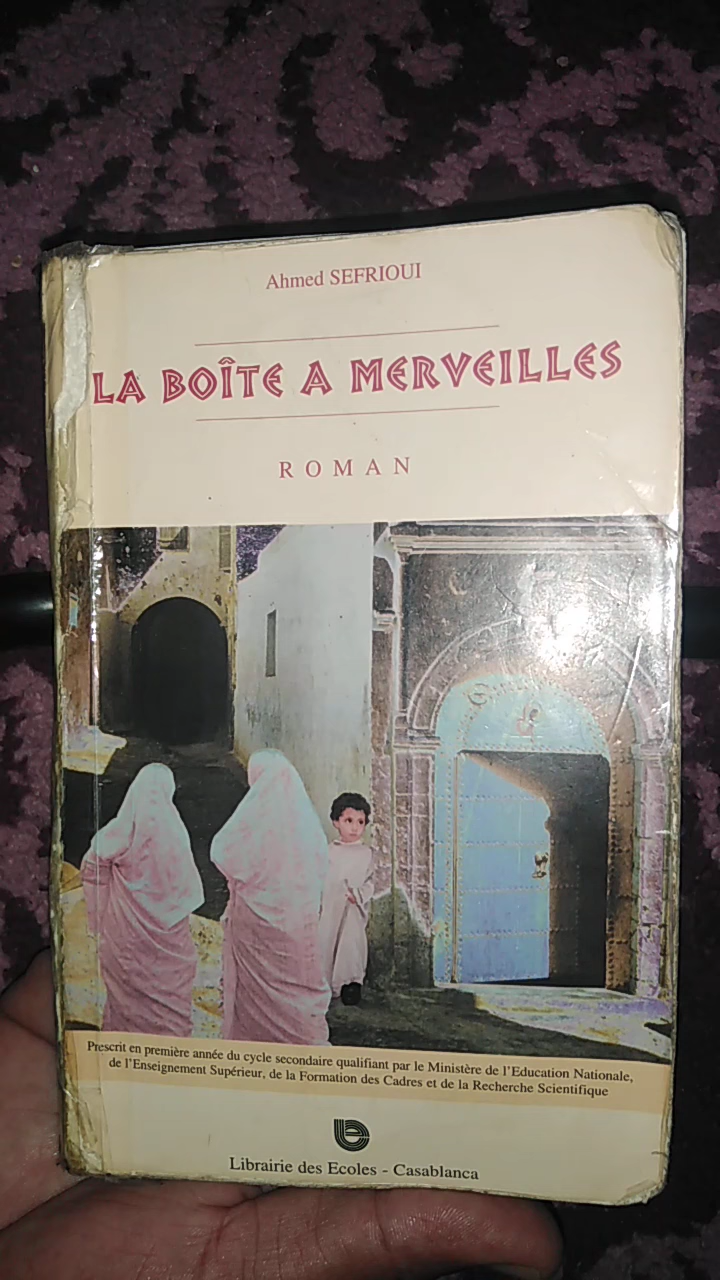 Ahmed SEFRIOUI
LA BOÎTE A MERVEILLES
ROMAN
Prescrit en première année du cycle secondaire qualifiant par le Ministère de l'Education Nationale,
de l'Enseignement Supérieur, de la Formation des Cadres et de la Recherche Scientifique
Librairie des Ecoles - Casablanca